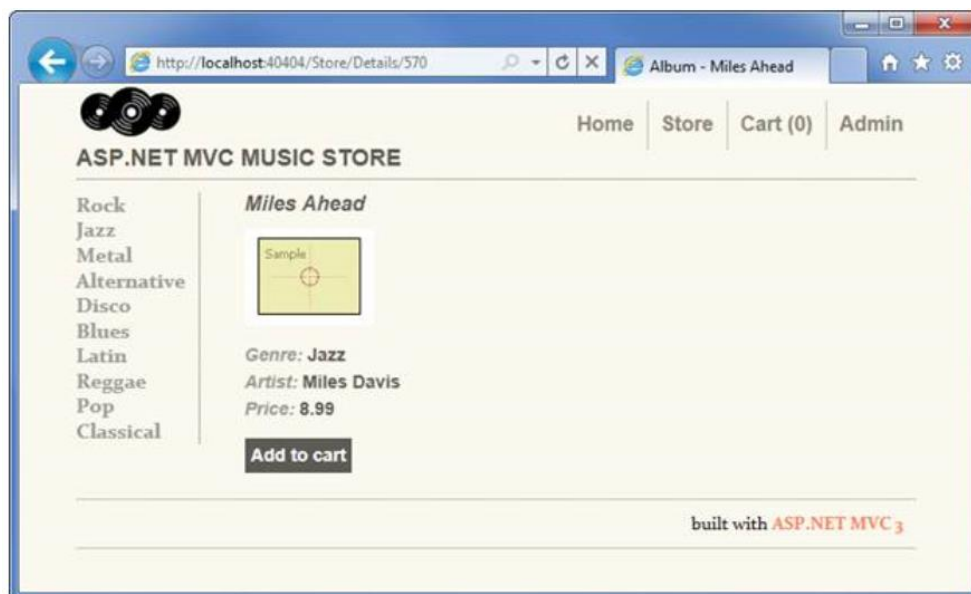 http://localhost:40404/Store/Details/570
Album - Miles Ahead
Home
Store
Cart (0)
Admin
ASP.NET MVC MUSIC STORE
Rock
Jazz
Metal
Alternative
Disco
Blues
Latin
Reggae
Pop
Classical
Miles Ahead
Sample
Genre: Jazz
Artist: Miles Davis
Price: 8.99
Add to cart
built with ASP.NET MVC 3